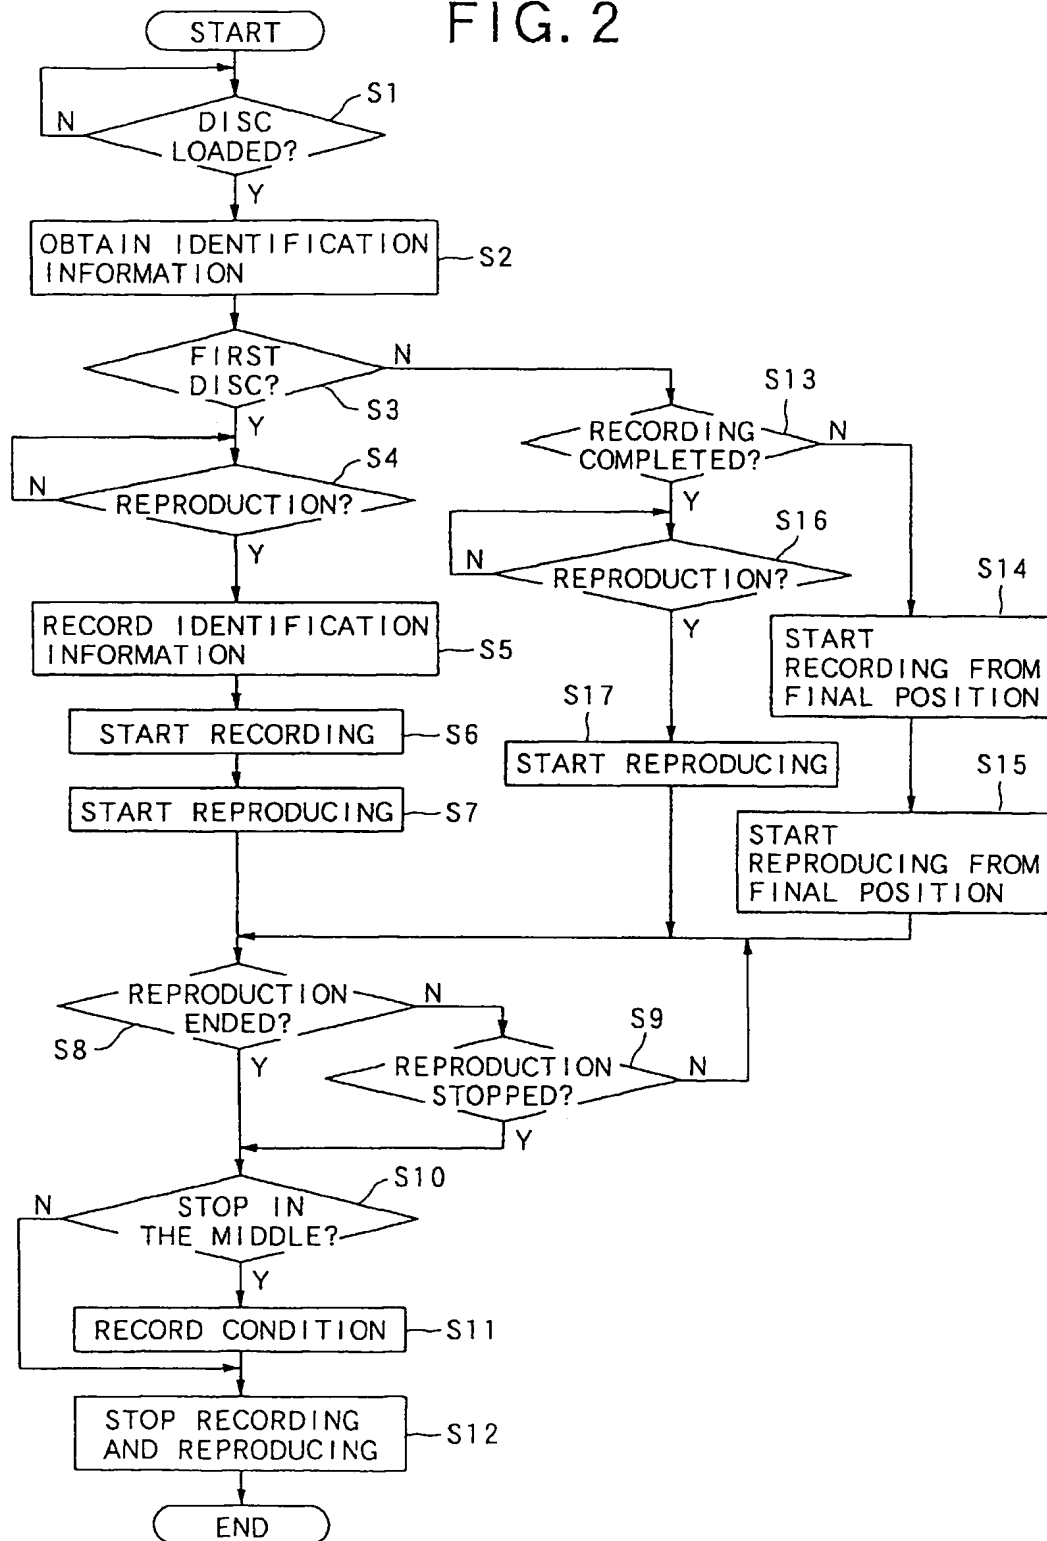 FIG. 2
START
S1
N
DISC
LOADED?
Y
OBTAIN IDENTIFICATION
INFORMATION
S2
FIRST
DISC?
N
S3
Y
S4
N
REPRODUCTION?
Y
RECORD IDENTIFICATION
INFORMATION
S5
START RECORDING
S6
START REPRODUCING
S7
S13
RECORDING
COMPLETED?
N
Y
S16
N
REPRODUCTION?
Y
S14
START
RECORDING FROM
FINAL POSITION
S17
START REPRODUCING
S15
START
REPRODUCING FROM
FINAL POSITION
REPRODUCTION
ENDED?
N
S8
Y
S9
REPRODUCTION
STOPPED?
N
Y
S10
N
STOP IN
THE MIDDLE?
Y
RECORD CONDITION
S11
STOP RECORDING
AND REPRODUCING
S12
END